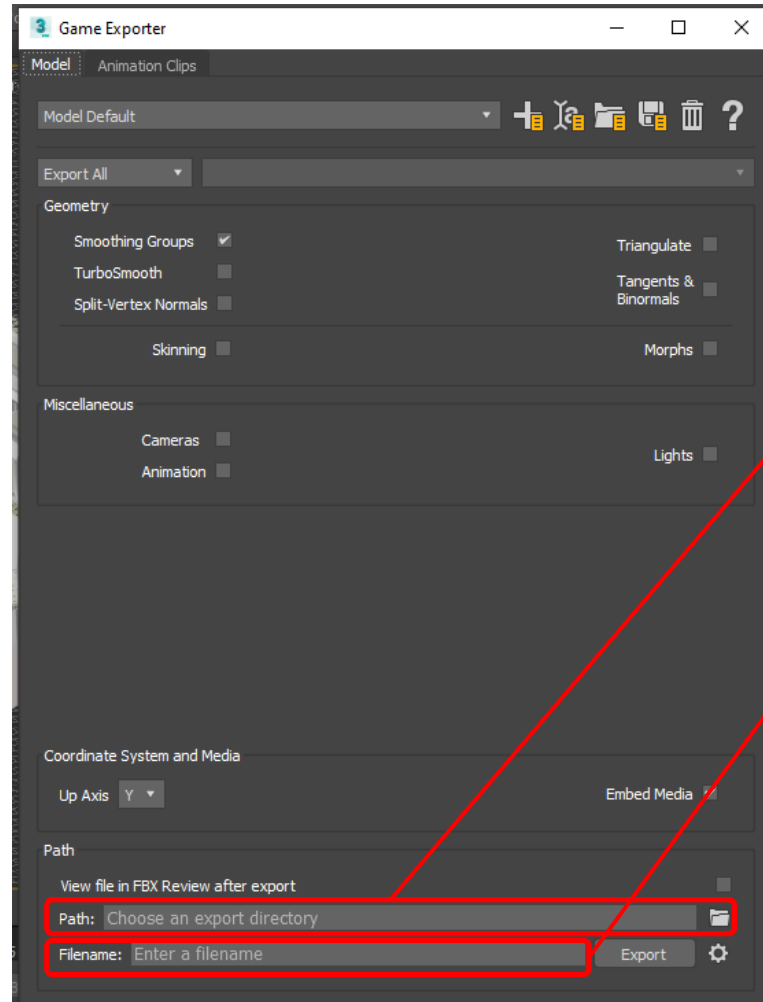 Game Exporter
Model Animation Clips
Model Default
Export All
Geometry
Smoothing Groups
Triangulate
TurboSmooth
Tangents &
Binormals
Split-Vertex Normals
Skinning
Morphs
Miscellaneous
Cameras
Lights
Animation
Coordinate System and Media
Up Axis Y
Embed Media
Path
View file in FBX Review after export
Path: Choose an export directory
Filename: Enter a filename
Export